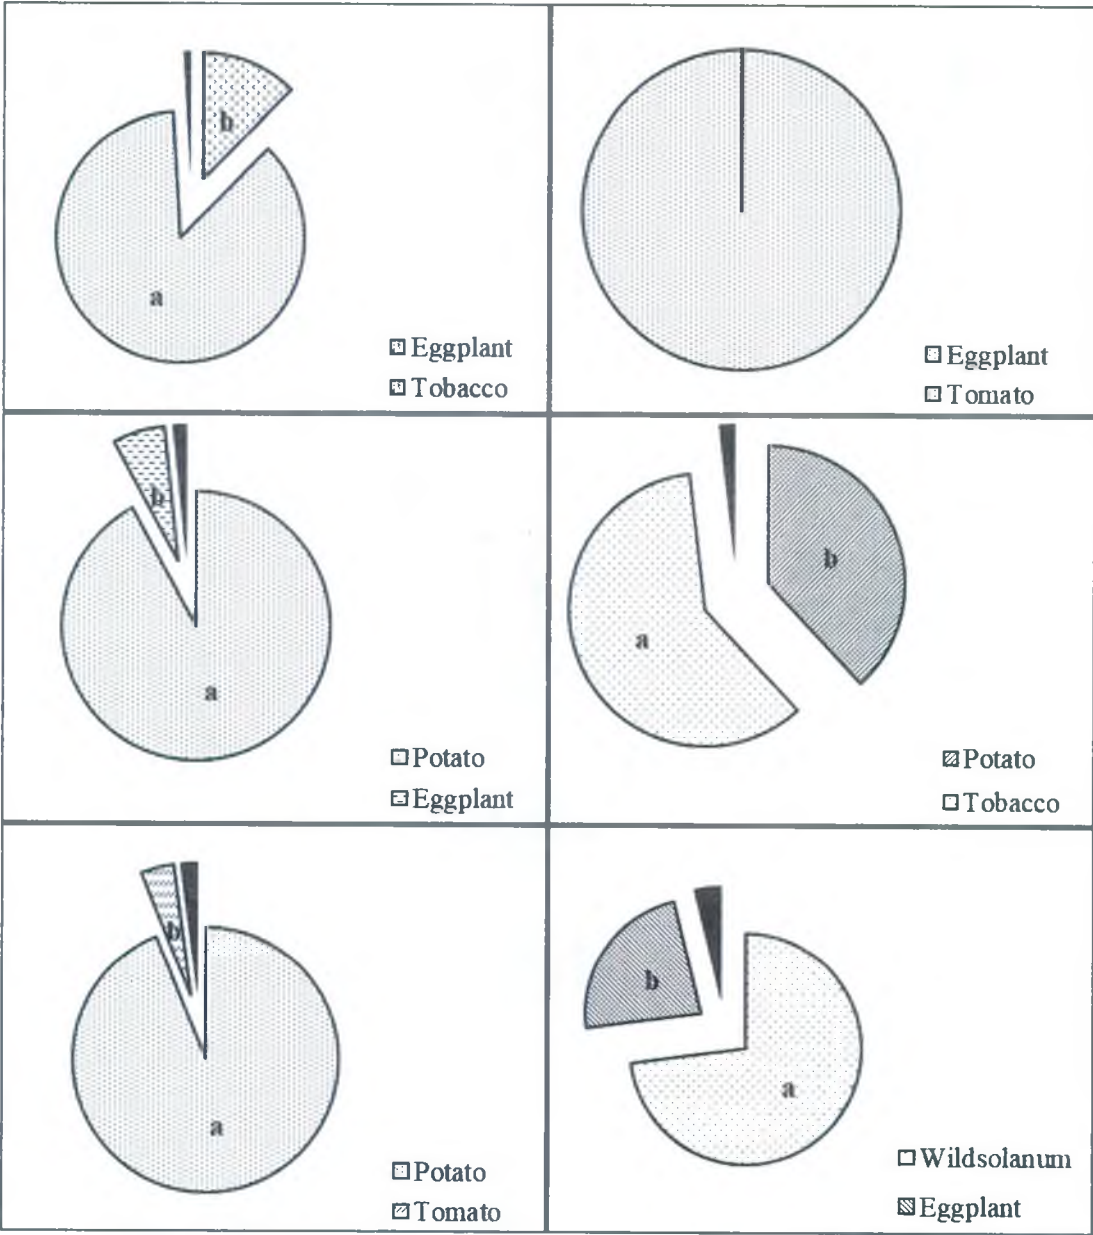 b
a
Eggplant
Tobacco
Eggplant
Tomato
b
a
Potato
Eggplant
b
a
Potato
Tobacco
b
a
Potato
Tomato
b
a
Wildsolanum
Eggplant